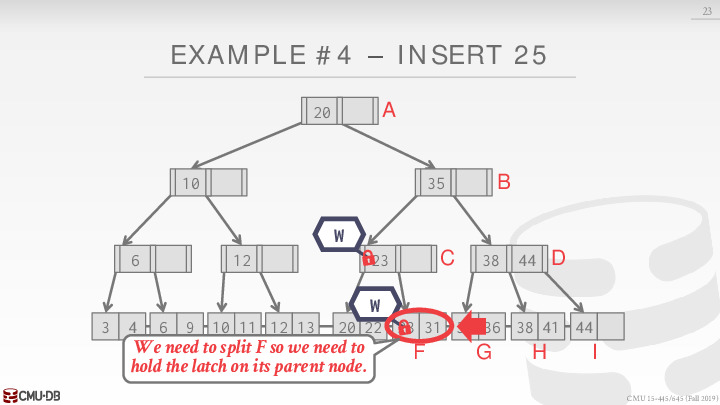 23
EXAMPLE #4 – INSERT 25
20 A
10 35 B
W
6 12 23 C 38 44 D
W
3 4 6 9 10 11 12 13 20 22 31 36 38 41 44
We need to split F so we need to
hold the latch on its parent node.
F G H I
CMU·DB
CMU 15-445/645 (Fall 2019)